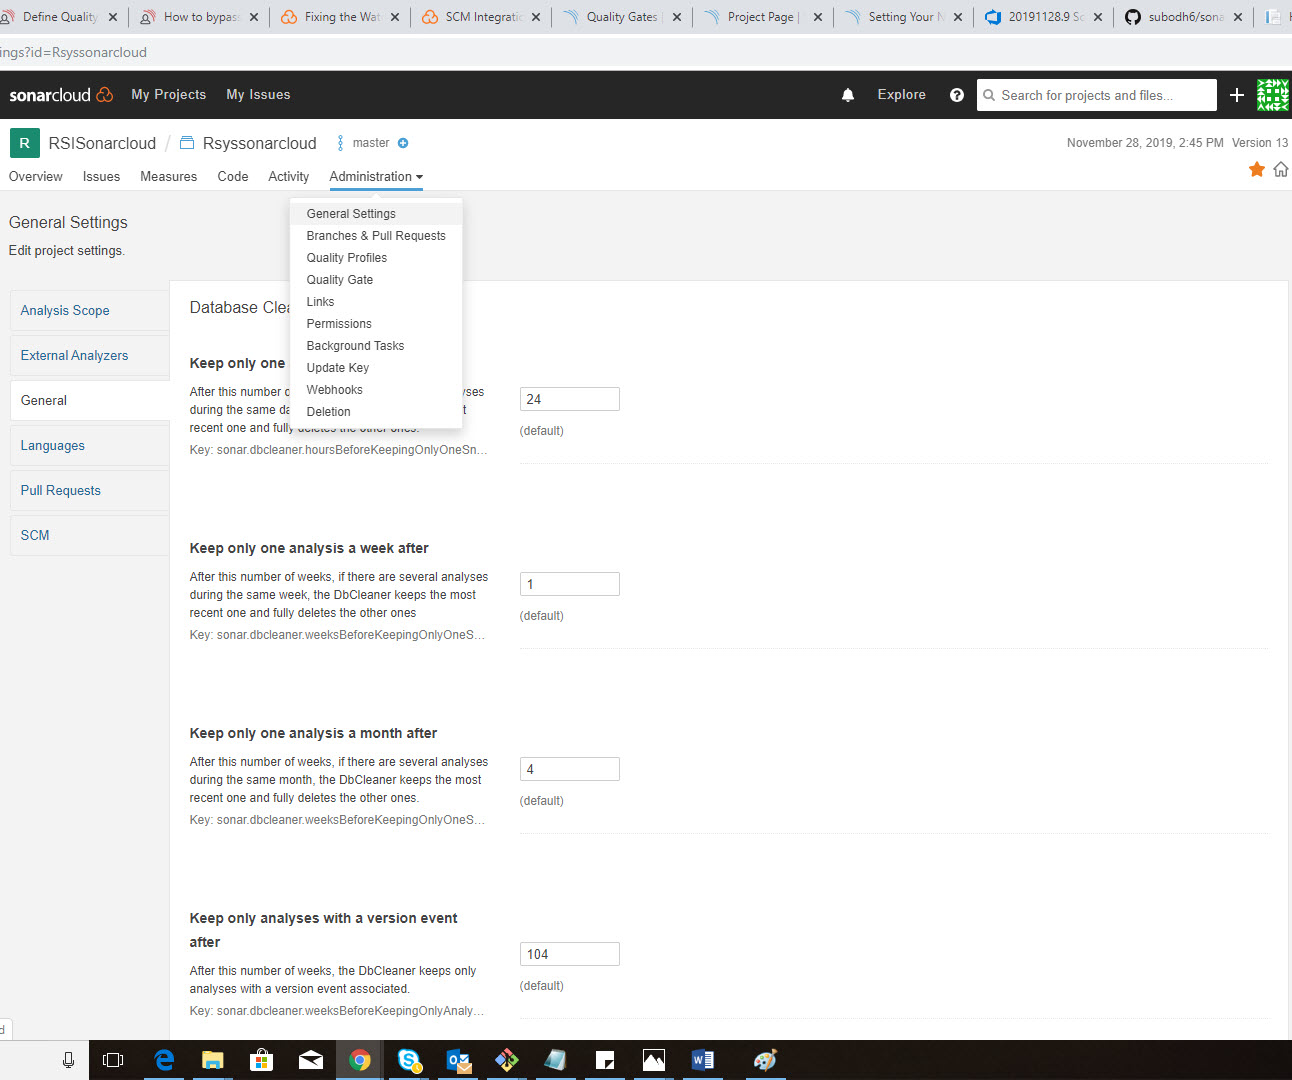 Define Quality
How to bypas
Fixing the Wat
SCM Integratio
Quality Gates |
Project Page |
Setting Your N
20191128.9 So
subodh6/sona
ings?id=Rsyssonarcloud
sonarcloud
My Projects
My Issues
Explore
Search for projects and files...
R
RSISonarcloud / Rsyssonarcloud
master
November 28, 2019, 2:45 PM Version 13
Overview
Issues
Measures
Code
Activity
Administration
General Settings
Branches & Pull Requests
Quality Profiles
Quality Gate
Links
Permissions
Background Tasks
Update Key
Webhooks
Deletion
General Settings
Edit project settings.
Analysis Scope
External Analyzers
General
Languages
Pull Requests
SCM
Database Clea
Keep only one
After this number o yses
during the same da t
recent one and fully deletes the other ones.
Key: sonar.dbcleaner.hoursBeforeKeepingOnlyOneSn...
24
(default)
Keep only one analysis a week after
After this number of weeks, if there are several analyses
during the same week, the DbCleaner keeps the most
recent one and fully deletes the other ones
Key: sonar.dbcleaner.weeksBeforeKeepingOnlyOneS...
1
(default)
Keep only one analysis a month after
After this number of weeks, if there are several analyses
during the same month, the DbCleaner keeps the most
recent one and fully deletes the other ones.
Key: sonar.dbcleaner.weeksBeforeKeepingOnlyOneS...
4
(default)
Keep only analyses with a version event
after
After this number of weeks, the DbCleaner keeps only
analyses with a version event associated.
Key: sonar.dbcleaner.weeksBeforeKeepingOnlyAnaly...
104
(default)
d